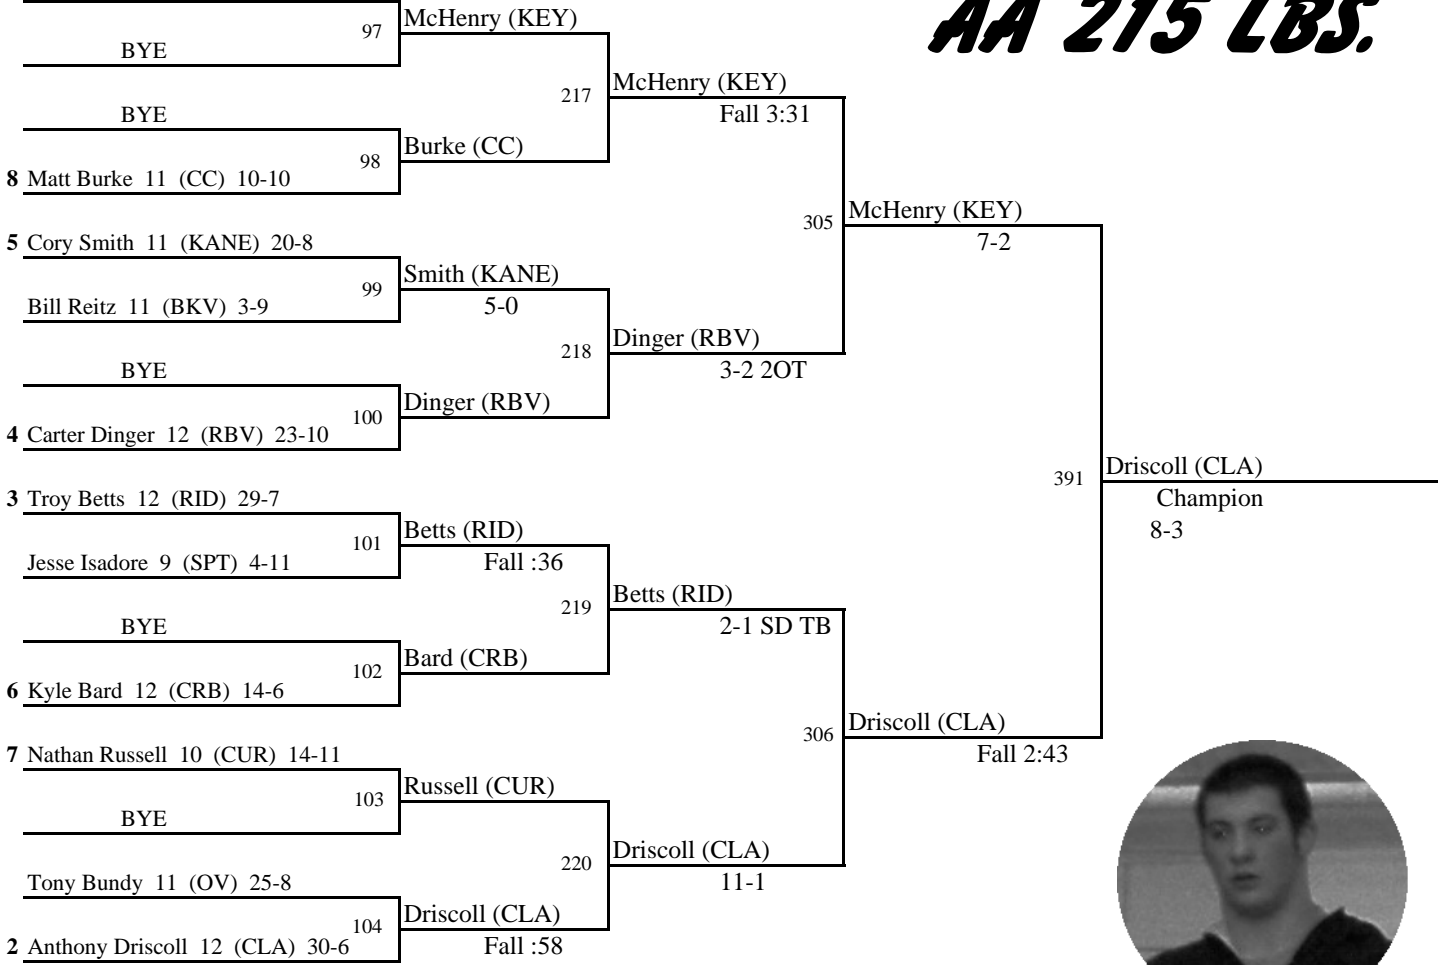 AA 215 LBS.
97 McHenry (KEY)
BYE
217 McHenry (KEY)
Fall 3:31
BYE
98 Burke (CC)
8 Matt Burke 11 (CC) 10-10
305 McHenry (KEY)
7-2
5 Cory Smith 11 (KANE) 20-8
99 Smith (KANE)
5-0
Bill Reitz 11 (BKV) 3-9
218 Dinger (RBV)
3-2 2OT
BYE
100 Dinger (RBV)
4 Carter Dinger 12 (RBV) 23-10
391 Driscoll (CLA)
Champion
8-3
3 Troy Betts 12 (RID) 29-7
101 Betts (RID)
Fall :36
Jesse Isadore 9 (SPT) 4-11
219 Betts (RID)
2-1 SD TB
BYE
102 Bard (CRB)
6 Kyle Bard 12 (CRB) 14-6
306 Driscoll (CLA)
Fall 2:43
7 Nathan Russell 10 (CUR) 14-11
103 Russell (CUR)
BYE
220 Driscoll (CLA)
11-1
Tony Bundy 11 (OV) 25-8
104 Driscoll (CLA)
Fall :58
2 Anthony Driscoll 12 (CLA) 30-6